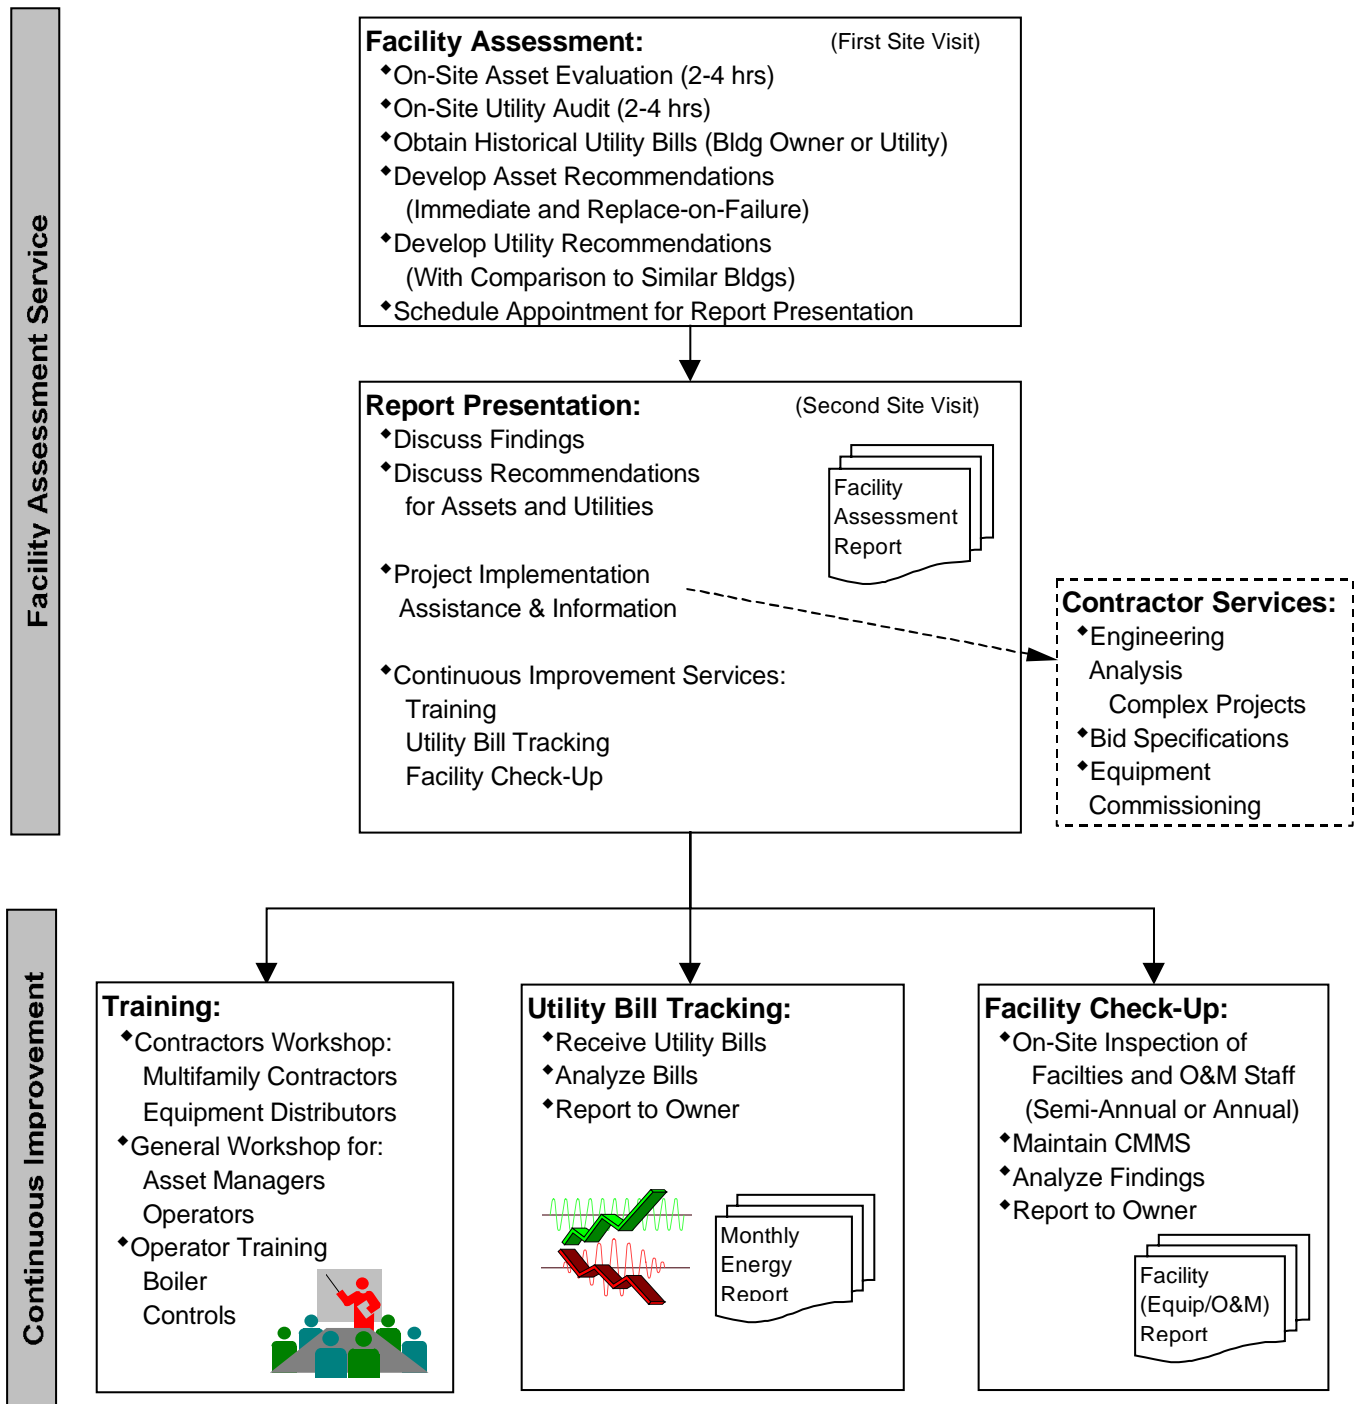 Facility Assessment Service
Facility Assessment: (First Site Visit)
◆On-Site Asset Evaluation (2-4 hrs)
◆On-Site Utility Audit (2-4 hrs)
◆Obtain Historical Utility Bills (Bldg Owner or Utility)
◆Develop Asset Recommendations
(Immediate and Replace-on-Failure)
◆Develop Utility Recommendations
(With Comparison to Similar Bldgs)
◆Schedule Appointment for Report Presentation
Report Presentation: (Second Site Visit)
◆Discuss Findings
◆Discuss Recommendations
for Assets and Utilities
◆Project Implementation
Assistance & Information
◆Continuous Improvement Services:
Training
Utility Bill Tracking
Facility Check-Up
Facility
Assessment
Report
Contractor Services:
◆Engineering
Analysis
Complex Projects
◆Bid Specifications
◆Equipment
Commissioning
Continuous Improvement
Training:
◆Contractors Workshop:
Multifamily Contractors
Equipment Distributors
◆General Workshop for:
Asset Managers
Operators
◆Operator Training
Boiler
Controls
Utility Bill Tracking:
◆Receive Utility Bills
◆Analyze Bills
◆Report to Owner
Monthly
Energy
Report
Facility Check-Up:
◆On-Site Inspection of
Facilties and O&M Staff
(Semi-Annual or Annual)
◆Maintain CMMS
◆Analyze Findings
◆Report to Owner
Facility
(Equip/O&M)
Report